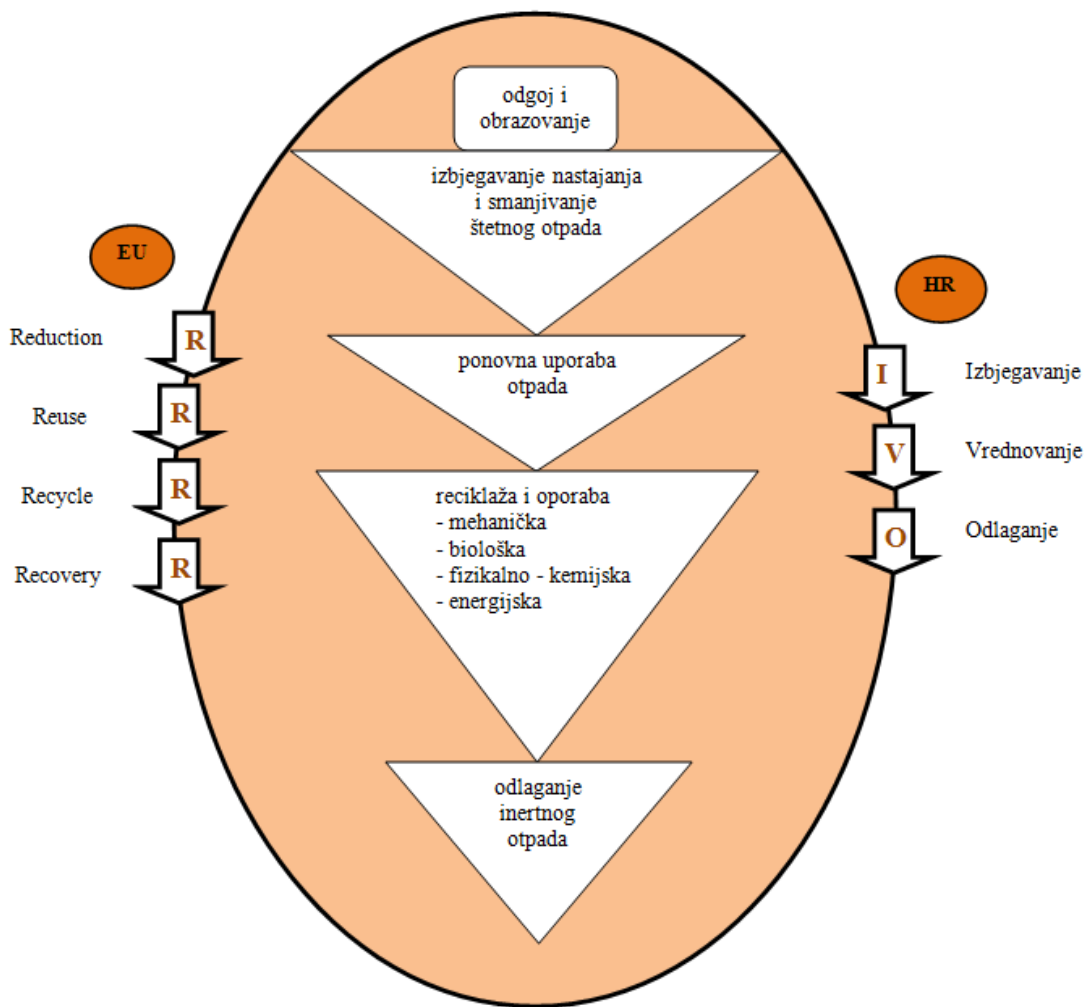 odgoj i
obrazovanje
izbjegavanje nastajanja
i smanjivanje
štetnog otpada
EU
HR
Reduction
R
ponovna uporaba
otpada
I
Izbjegavanje
Reuse
R
V
Vrednovanje
Recycle
R
reciklaža i oporaba
- mehanička
- biološka
- fizikalno - kemijska
- energijska
O
Odlaganje
Recovery
R
odlaganje
inertnog
otpada